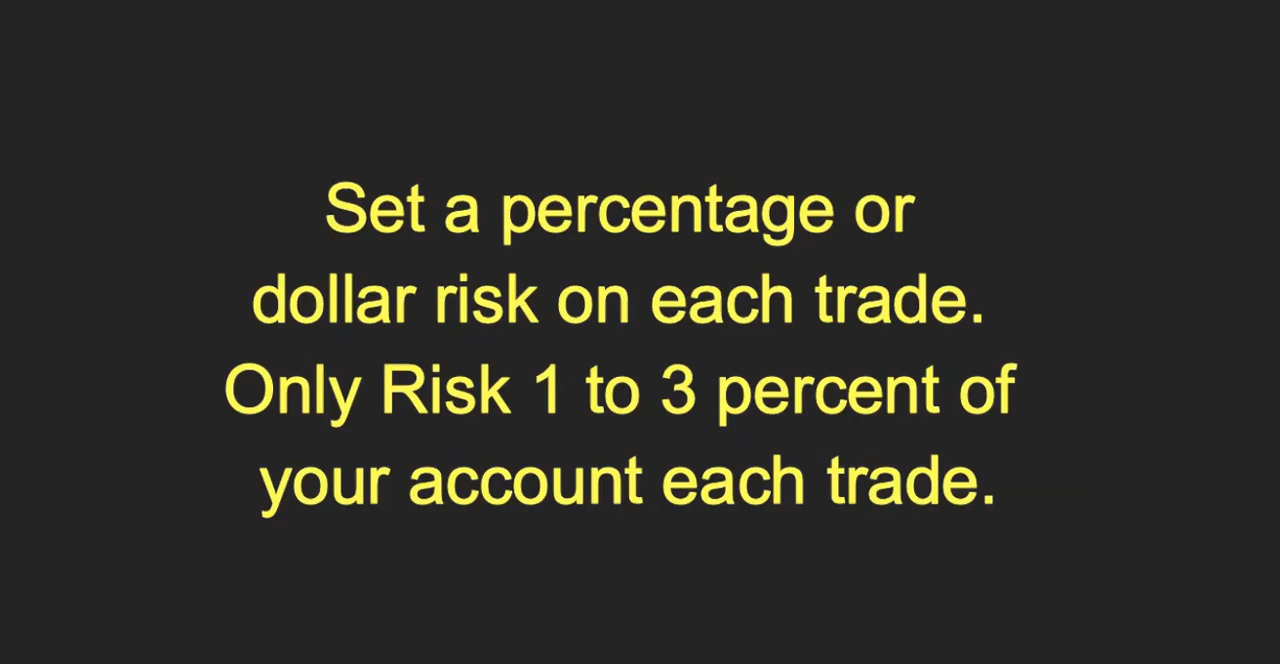 Set a percentage or
dollar risk on each trade.
Only Risk 1 to 3 percent of
your account each trade.